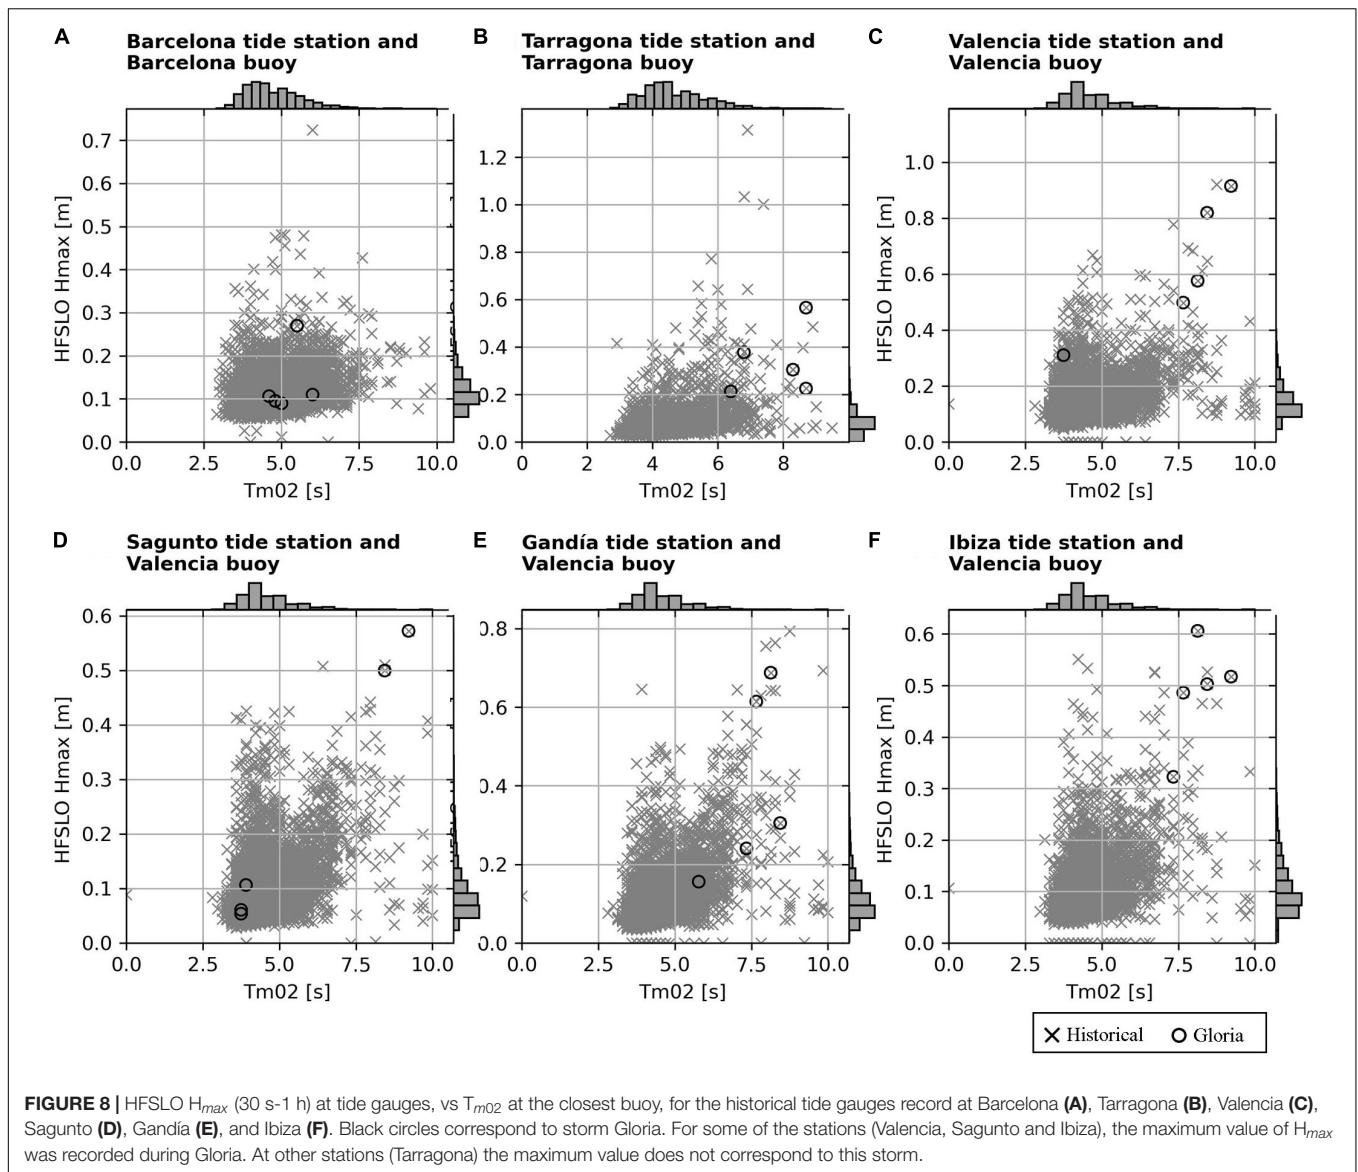 A
Barcelona tide station and
Barcelona buoy
HFSLO Hmax [m]
0.7
0.6
0.5
0.4
0.3
0.2
0.1
0.0
0.0 2.5 5.0 7.5 10.0
Tm02 [s]
B
Tarragona tide station and
Tarragona buoy
1.2
1.0
0.8
0.6
0.4
0.2
0.0
0 2 4 6 8
Tm02 [s]
C
Valencia tide station and
Valencia buoy
HFSLO Hmax [m]
1.0
0.8
0.6
0.4
0.2
0.0
0.0 2.5 5.0 7.5 10.0
Tm02 [s]
D
Sagunto tide station and
Valencia buoy
HFSLO Hmax [m]
0.6
0.5
0.4
0.3
0.2
0.1
0.0
0.0 2.5 5.0 7.5 10.0
Tm02 [s]
E
Gandía tide station and
Valencia buoy
0.8
0.6
0.4
0.2
0.0
0.0 2.5 5.0 7.5 10.0
Tm02 [s]
F
Ibiza tide station and
Valencia buoy
HFSLO Hmax [m]
0.6
0.5
0.4
0.3
0.2
0.1
0.0
0.0 2.5 5.0 7.5 10.0
Tm02 [s]
Historical Gloria
FIGURE 8 | HFSLO Hmax (30 s-1 h) at tide gauges, vs Tm02 at the closest buoy, for the historical tide gauges record at Barcelona (A), Tarragona (B), Valencia (C),
Sagunto (D), Gandía (E), and Ibiza (F). Black circles correspond to storm Gloria. For some of the stations (Valencia, Sagunto and Ibiza), the maximum value of Hmax
was recorded during Gloria. At other stations (Tarragona) the maximum value does not correspond to this storm.